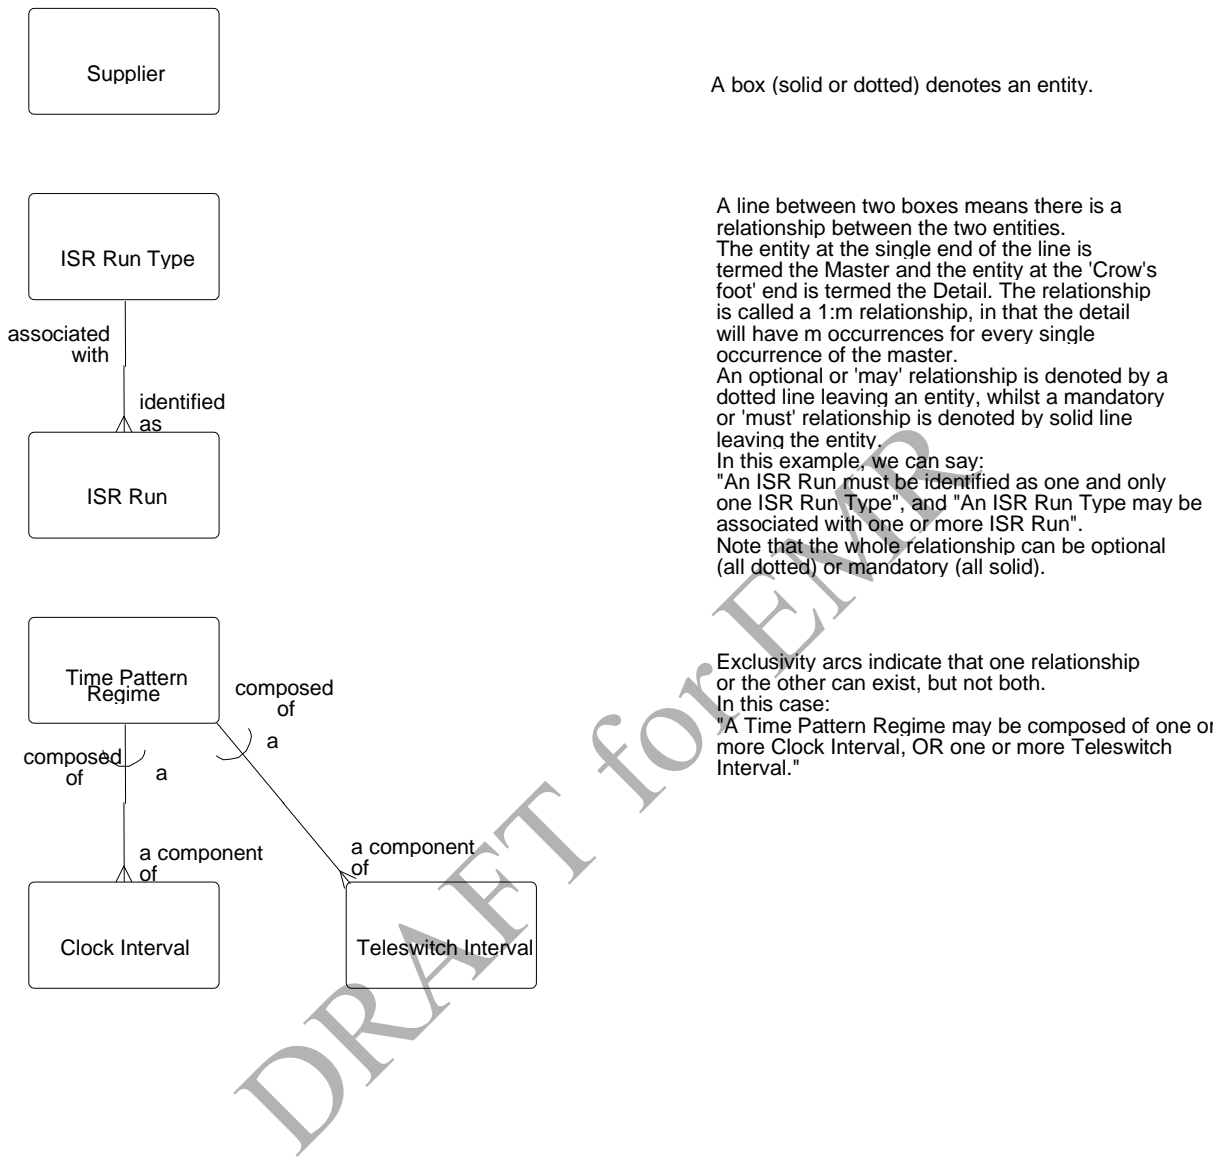 Supplier
A box (solid or dotted) denotes an entity.
ISR Run Type
associated
with
identified
as
ISR Run
A line between two boxes means there is a
relationship between the two entities.
The entity at the single end of the line is
termed the Master and the entity at the 'Crow's
foot' end is termed the Detail. The relationship
is called a 1:m relationship, in that the detail
will have m occurrences for every single
occurrence of the master.
An optional or 'may' relationship is denoted by a
dotted line leaving an entity, whilst a mandatory
or 'must' relationship is denoted by solid line
leaving the entity.
In this example, we can say:
"An ISR Run must be identified as one and only
one ISR Run Type", and "An ISR Run Type may be
associated with one or more ISR Run".
Note that the whole relationship can be optional
(all dotted) or mandatory (all solid).
Time Pattern
Regime
composed
of
a
composed
of
a
a component
of
a component
of
Clock Interval
Teleswitch Interval
Exclusivity arcs indicate that one relationship
or the other can exist, but not both.
In this case:
"A Time Pattern Regime may be composed of one or
more Clock Interval, OR one or more Teleswitch
Interval."
DRAFT for EMR